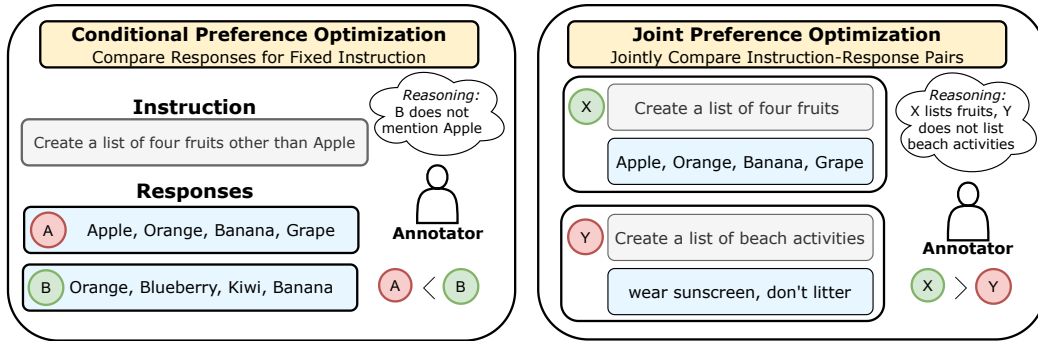 Conditional Preference Optimization
Compare Responses for Fixed Instruction
Instruction
Create a list of four fruits other than Apple
Reasoning:
B does not
mention Apple
Responses
A
Apple, Orange, Banana, Grape
Annotator
B
Orange, Blueberry, Kiwi, Banana
A < B
Joint Preference Optimization
Jointly Compare Instruction-Response Pairs
X
Create a list of four fruits
Apple, Orange, Banana, Grape
Reasoning:
X lists fruits, Y
does not list
beach activities
Y
Create a list of beach activities
wear sunscreen, don't litter
Annotator
X > Y